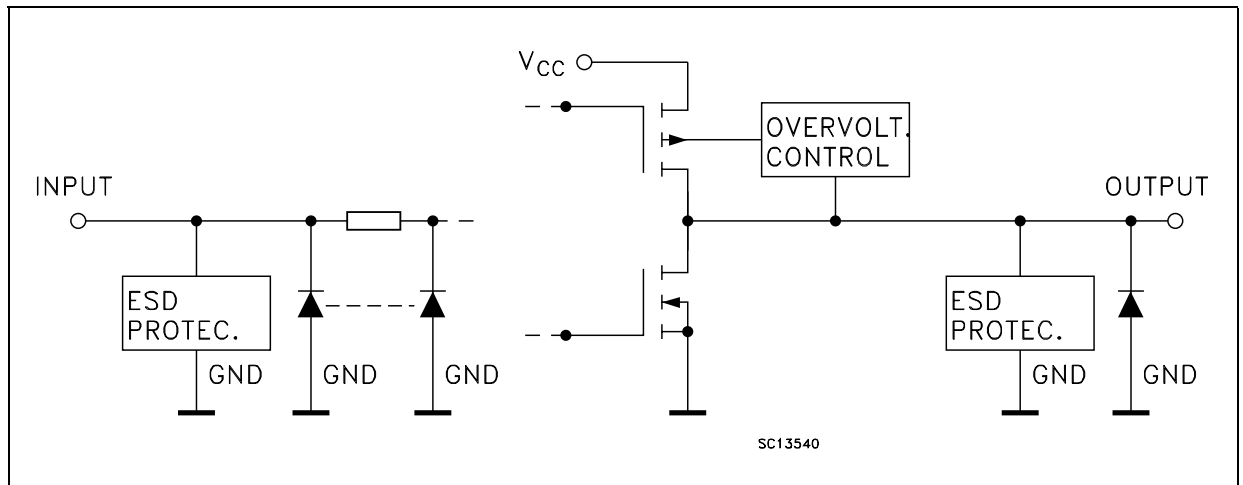 VCC
OVERVOLT.
CONTROL
INPUT
OUTPUT
ESD
PROTEC.
ESD
PROTEC.
GND
GND
GND
GND
GND
SC13540